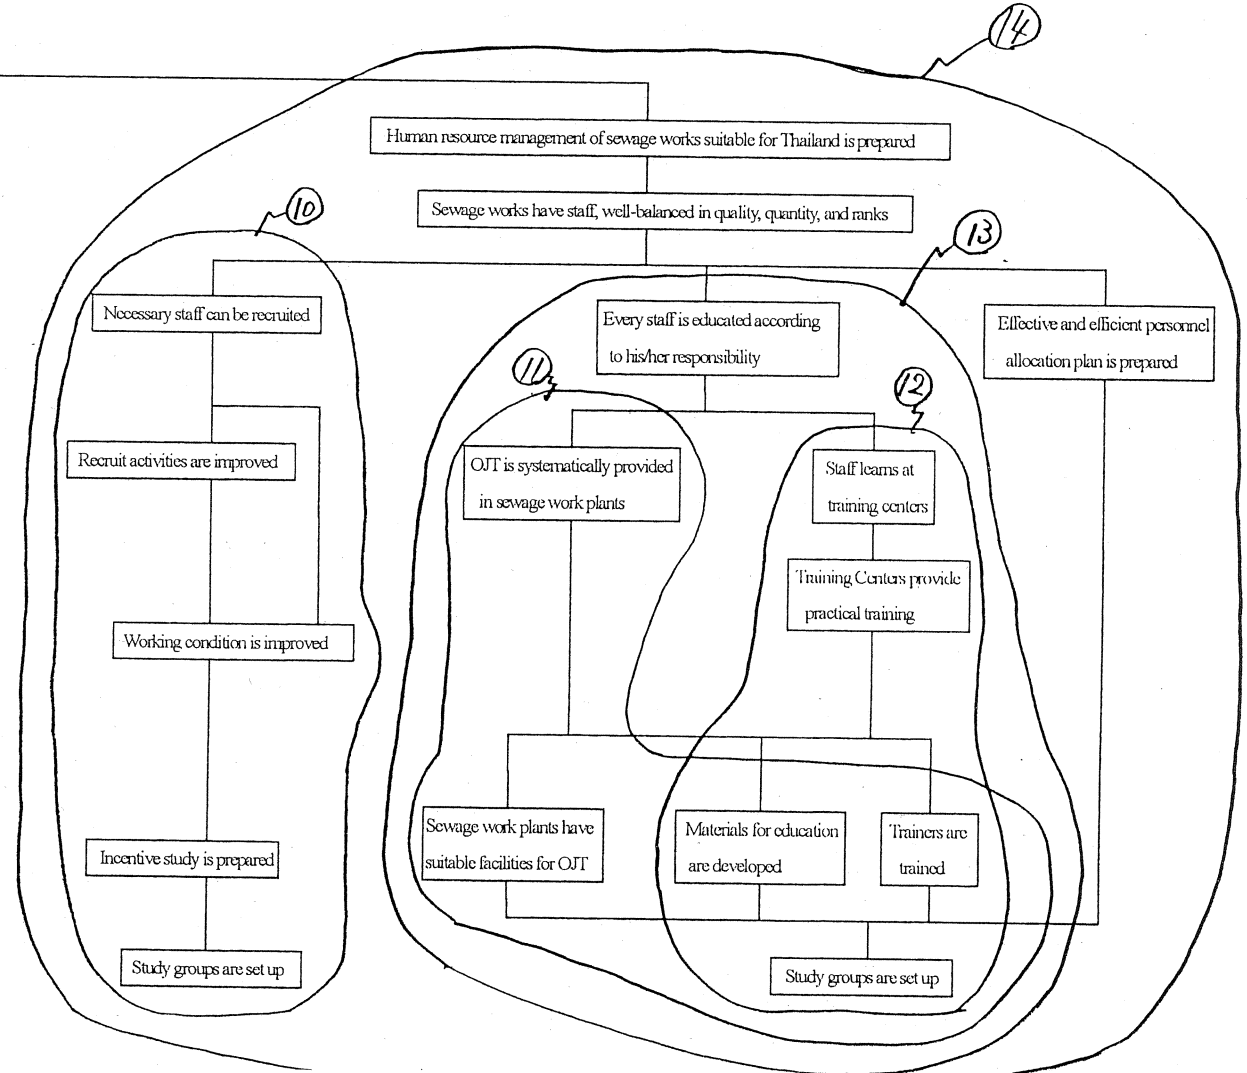 14
Human resource management of sewage works suitable for Thailand is prepared
10
Sewage works have staff, well-balanced in quality, quantity, and ranks
13
Necessary staff can be recruited
Every staff is educated according
to his/her responsibility
Effective and efficient personnel
allocation plan is prepared
11
12
Recruit activities are improved
OJT is systematically provided
in sewage work plants
Staff learns at
training centers
Training Centers provide
practical training
Working condition is improved
Incentive study is prepared
Sewage work plants have
suitable facilities for OJT
Materials for education
are developed
Trainers are
trained
Study groups are set up
Study groups are set up